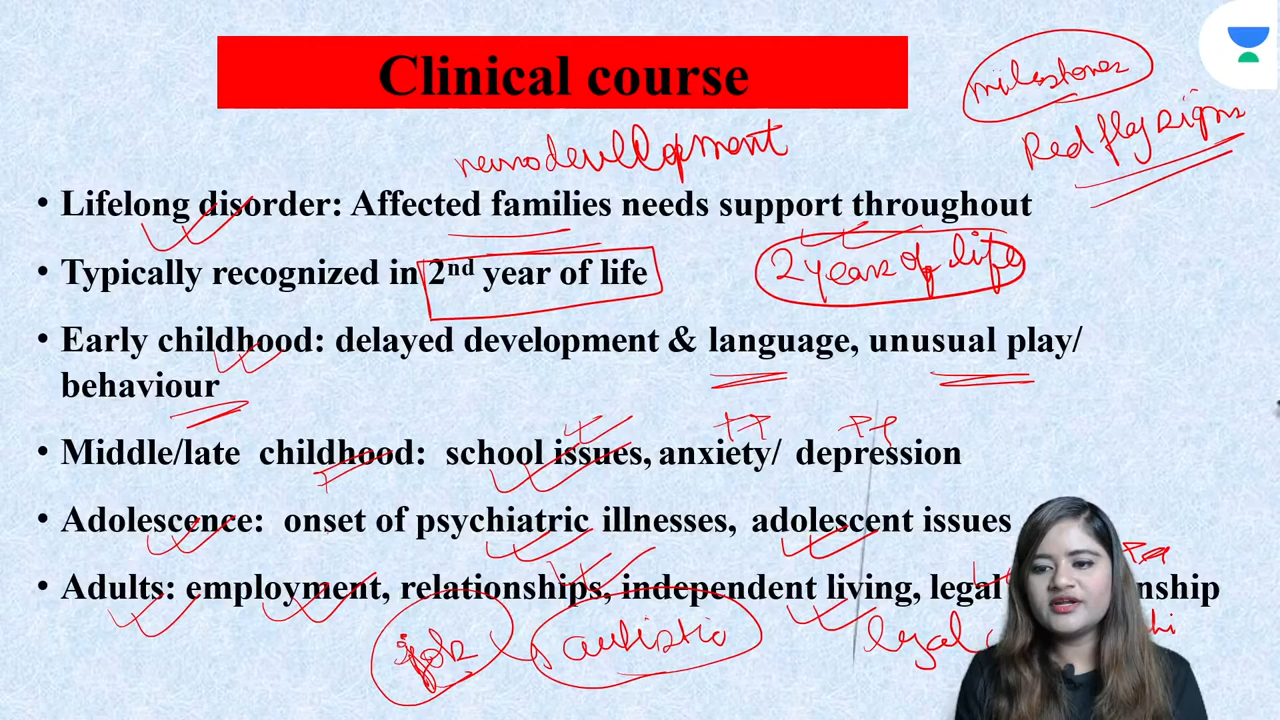 Clinical course
milestones
Red flag signs
neurodevelopment
• Lifelong disorder: Affected families needs support throughout
• Typically recognized in 2nd year of life
2 years of life
• Early childhood: delayed development & language, unusual play/
behaviour
• Middle/late childhood: school issues, anxiety/ depression
• Adolescence: onset of psychiatric illnesses, adolescent issues
• Adults: employment, relationships, independent living, legal
job autistic legal